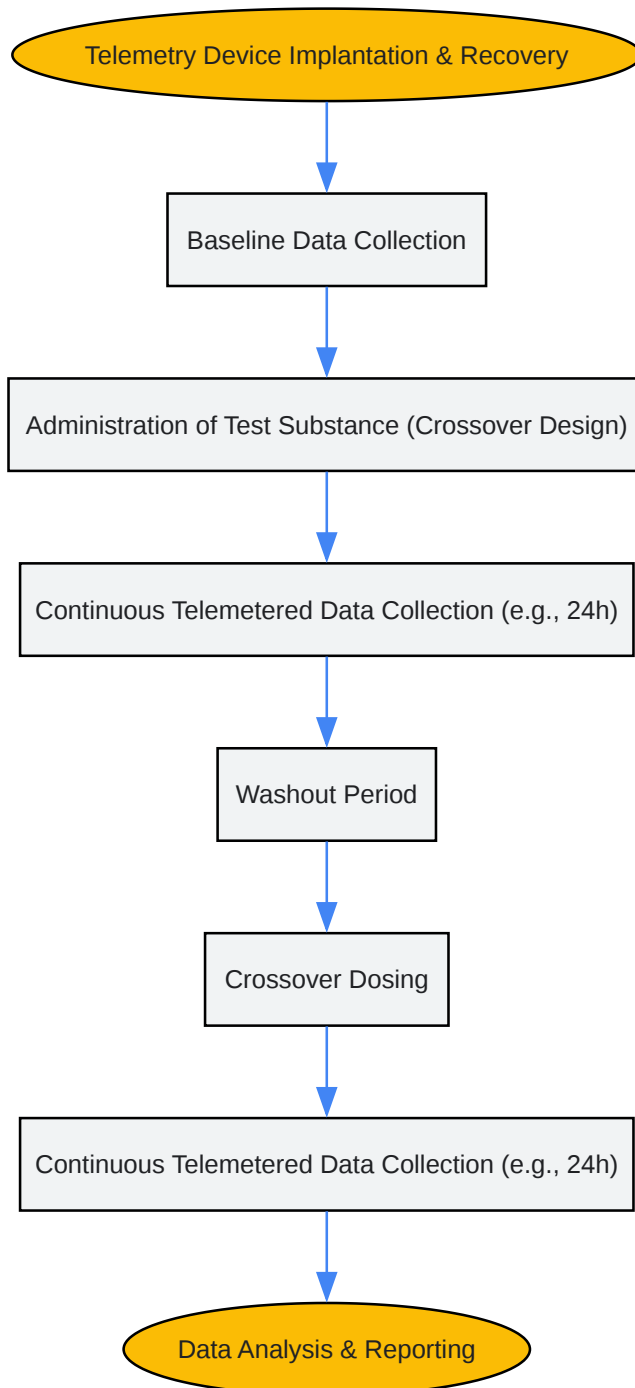 Telemetry Device Implantation & Recovery
Baseline Data Collection
Administration of Test Substance (Crossover Design)
Continuous Telemetered Data Collection (e.g., 24h)
Washout Period
Crossover Dosing
Continuous Telemetered Data Collection (e.g., 24h)
Data Analysis & Reporting